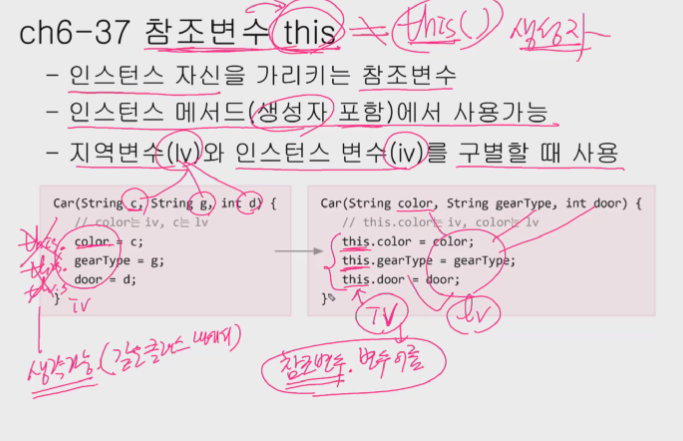 ch6-37 참조변수 this ≠ this() 생성자
- 인스턴스 자신을 가리키는 참조변수
- 인스턴스 메서드(생성자 포함)에서 사용가능
- 지역변수(lv)와 인스턴스 변수(iv)를 구별할 때 사용
Car(String c, String g, int d) {
// color는 iv, c는 lv
this. color = c;
this. gearType = g;
this. door = d;
}
iv
생략가능.(같은클래스 내에서)
Car(String color, String gearType, int door) {
// this.color는 iv, color는 lv
this.color = color;
this.gearType = gearType;
this.door = door;
}
iv
lv
참조변수. 변수이름